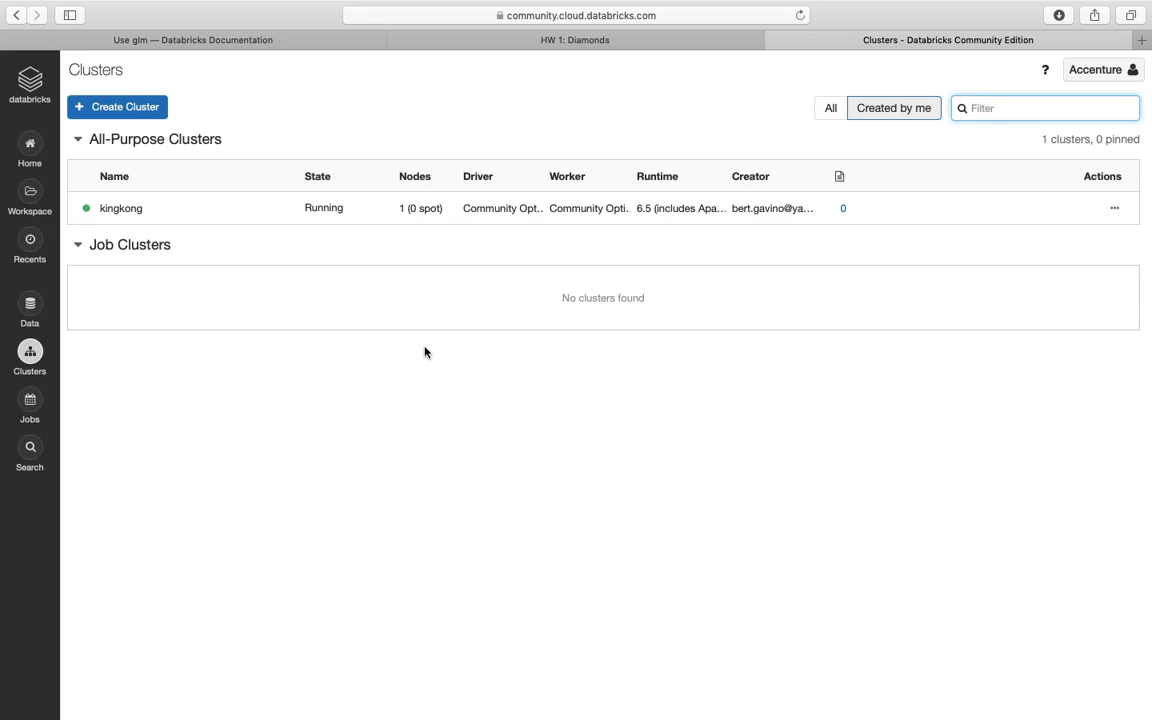 community.cloud.databricks.com
Use glm — Databricks Documentation
HW 1: Diamonds
Clusters - Databricks Community Edition
databricks
Clusters
? Accenture
+ Create Cluster
All
Created by me
Filter
All-Purpose Clusters
1 clusters, 0 pinned
Name State Nodes Driver Worker Runtime Creator Actions
kingkong Running 1 (0 spot) Community Opt.. Community Opti. 6.5 (includes Apa... bert.gavino@ya... 0 ...
Job Clusters
No clusters found
Home
Workspace
Recents
Data
Clusters
Jobs
Search